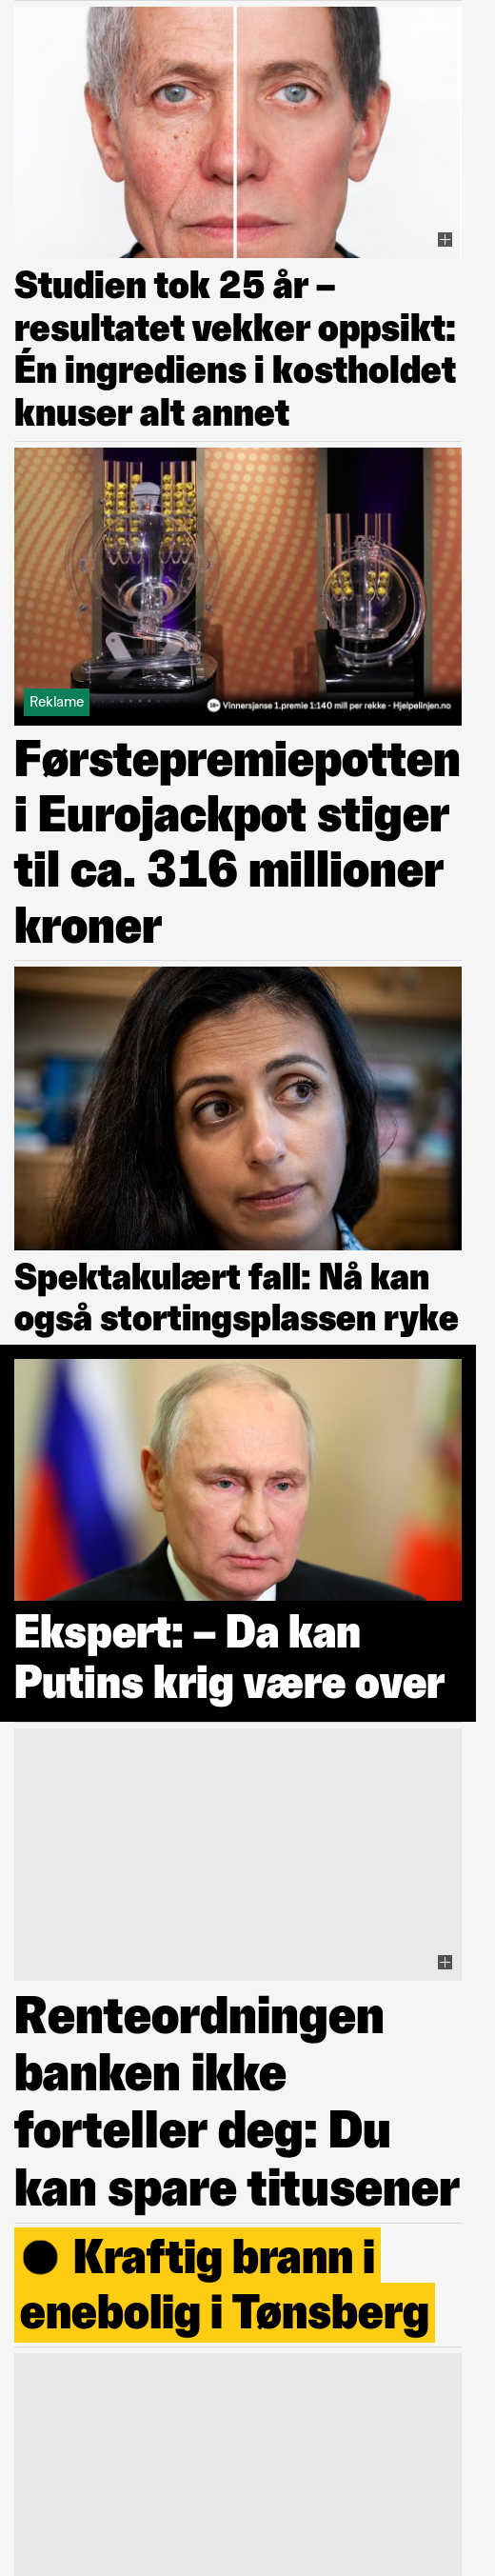 Studien tok 25 år –
resultatet vekker oppsikt:
Én ingrediens i kostholdet
knuser alt annet
Reklame
18+ Vinnersjanse 1.premie 1:140 mill per rekke - Hjelpelinjen.no
Førstepremiepotten
i Eurojackpot stiger
til ca. 316 millioner
kroner
Spektakulært fall: Nå kan
også stortingsplassen ryke
Ekspert: – Da kan
Putins krig være over
Renteordningen
banken ikke
forteller deg: Du
kan spare titusener
● Kraftig brann i
enebolig i Tønsberg